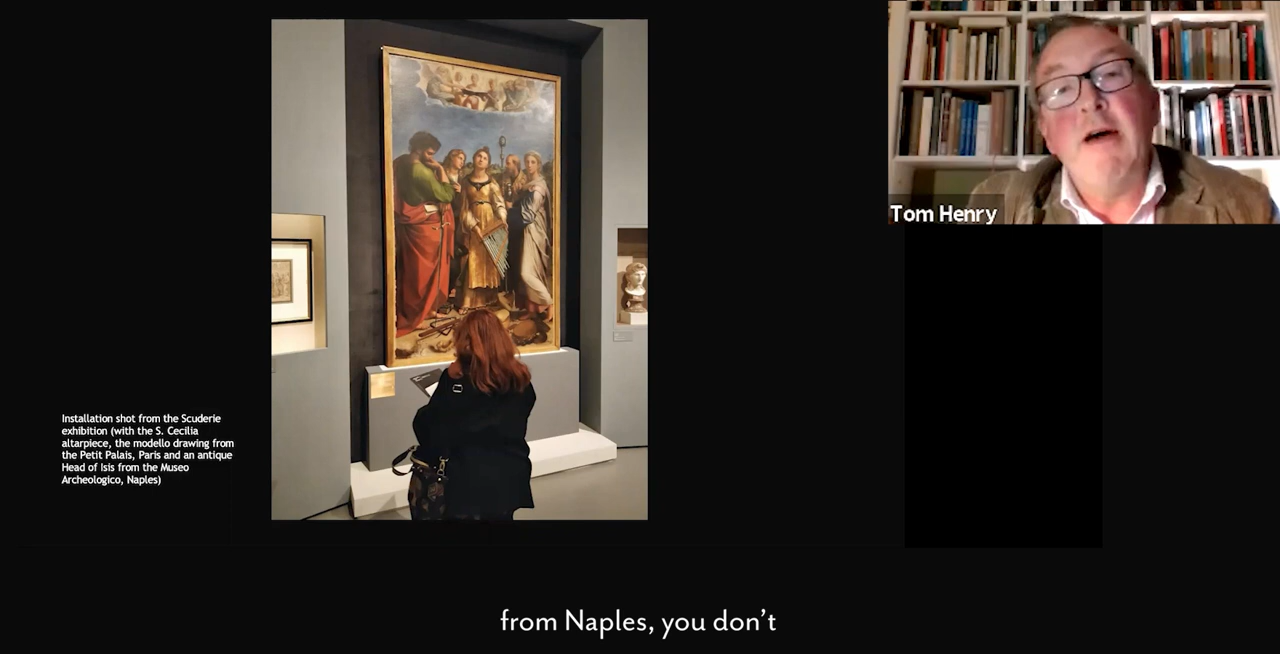 Tom Henry
Installation shot from the Scuderie
exhibition (with the S. Cecilia
altarpiece, the modello drawing from
the Petit Palais, Paris and an antique
Head of Isis from the Museo
Archeologico, Naples)
from Naples, you don't